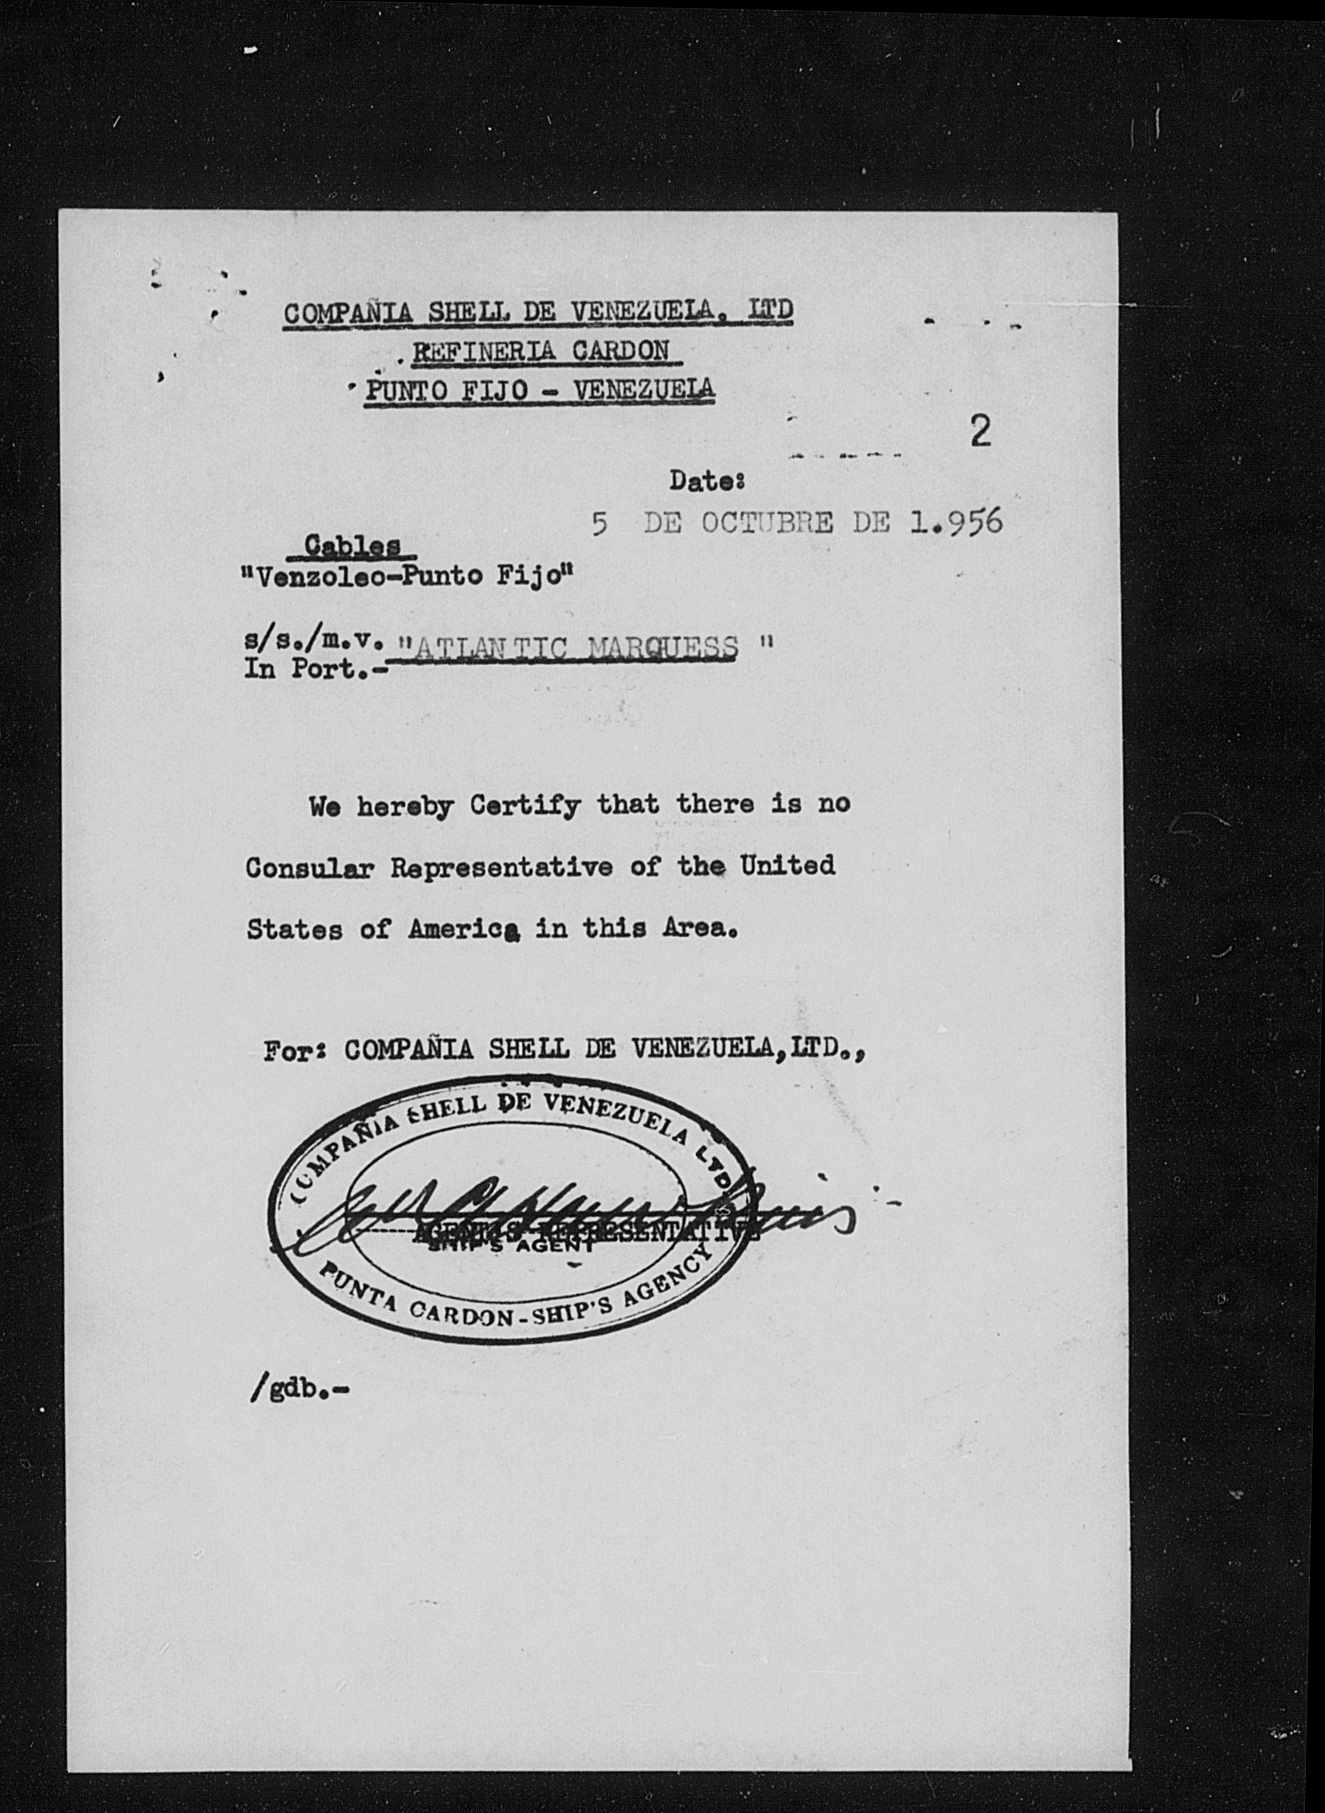 COMPAÑIA SHELL DE VENEZUELA. LTD
REFINERIA CARDON
PUNTO FIJO - VENEZUELA
2
Date:
5 DE OCTUBRE DE 1.956
Cables
"Venzoleo-Punto Fijo"
s/s./m.v. "ATLANTIC MARQUESS "
In Port.-
We hereby Certify that there is no
Consular Representative of the United
States of America in this Area.
For: COMPAÑIA SHELL DE VENEZUELA,LTD.,
COMPAÑIA SHELL DE VENEZUELA LTD
AGENT'S REPRESENTATIVE
SHIP'S AGENT
PUNTA CARDON-SHIP'S AGENCY
/gdb.-